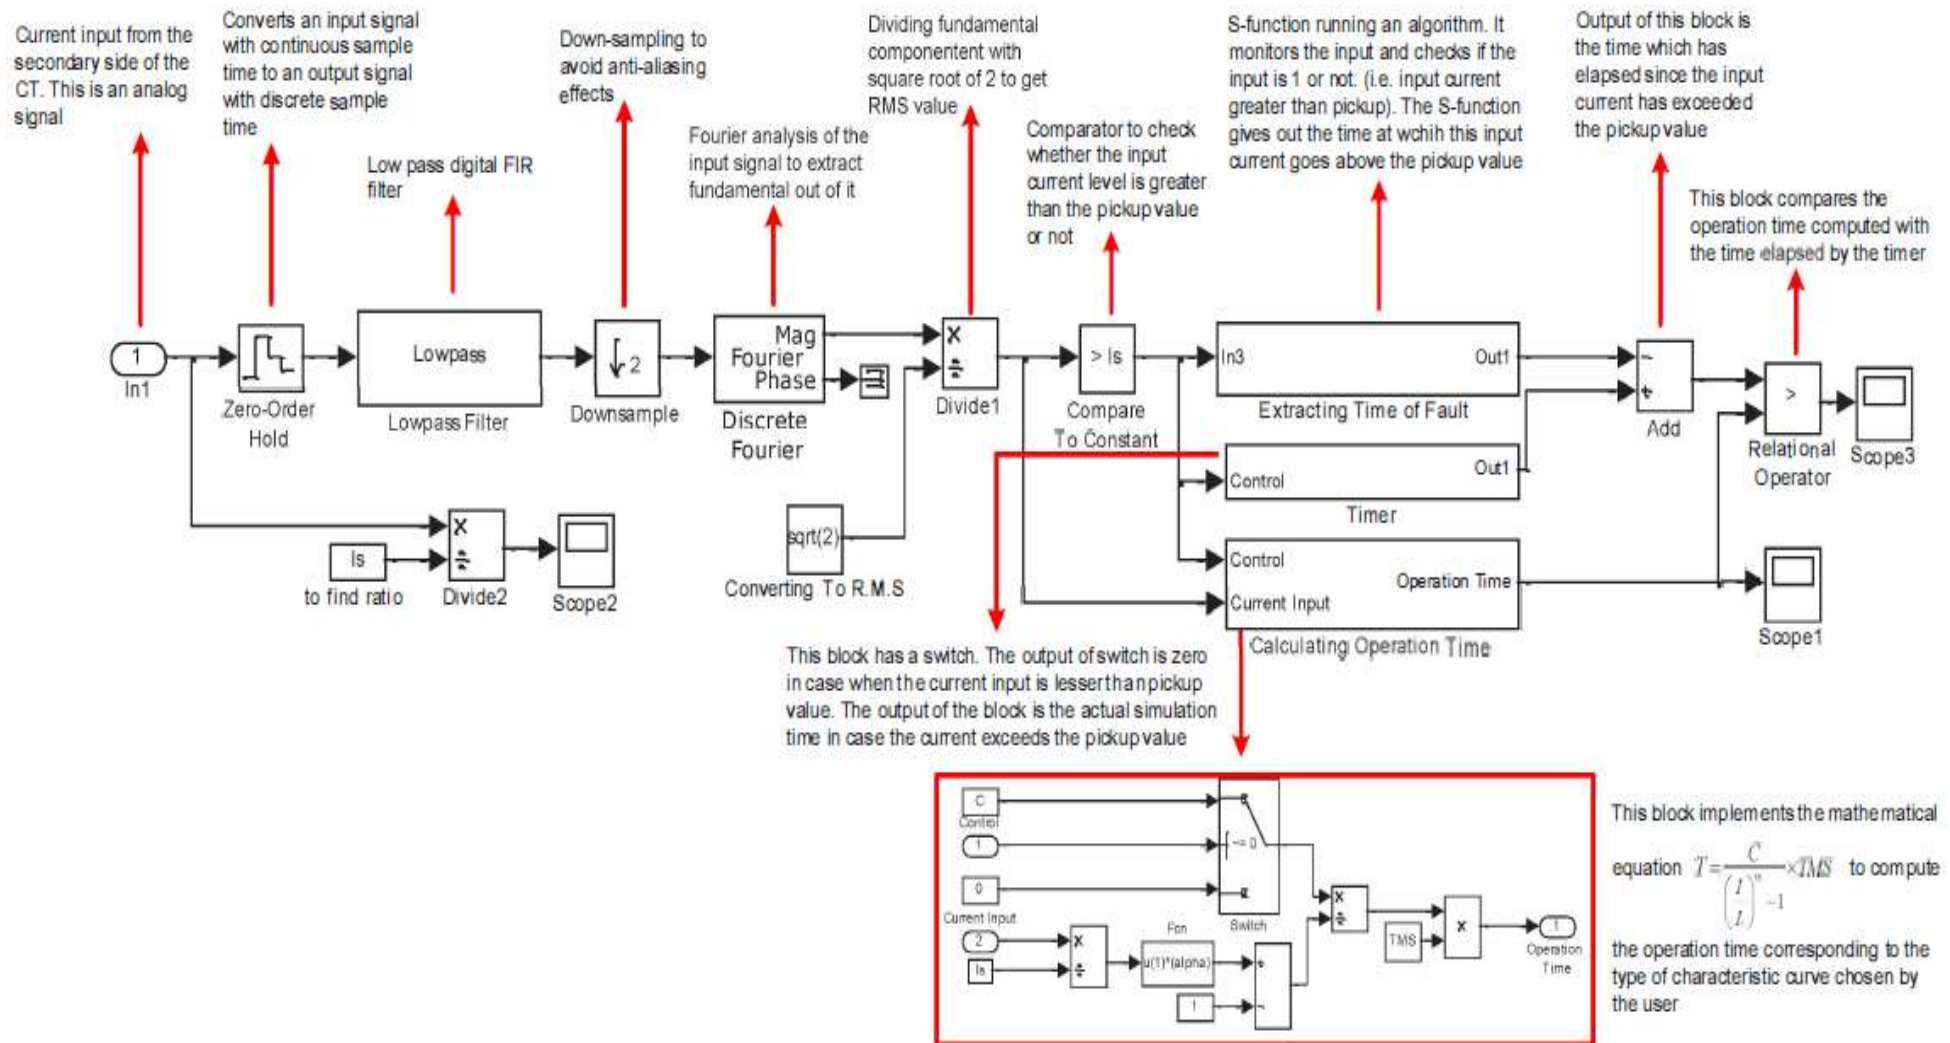 Current input from the
secondary side of the
CT. This is an analog
signal
Converts an input signal
with continuous sample
time to an output signal
with discrete sample
time
Low pass digital FIR
filter
Down-sampling to
avoid anti-aliasing
effects
Fourier analysis of the
input signal to extract
fundamental out of it
Dividing fundamental
componentent with
square root of 2 to get
RMS value
Comparator to check
whether the input
current level is greater
than the pickup value
or not
S-function running an algorithm. It
monitors the input and checks if the
input is 1 or not. (i.e. input current
greater than pickup). The S-function
gives out the time at wchih this input
current goes above the pickup value
Output of this block is
the time which has
elapsed since the input
current has exceeded
the pickup value
This block compares the
operation time computed with
the time elapsed by the timer
1
In1
Zero-Order
Hold
Lowpass
Lowpass Filter
2
Downsample
Mag
Fourier
Phase
Discrete
Fourier
×
÷
Divide1
> Is
Compare
To Constant
In3
Out1
Extracting Time of Fault
Control
Out1
Timer
Control
Current Input
Operation Time
Calculating Operation Time
−
+
Add
>
Relational
Operator
Scope3
Scope1
Is
to find ratio
×
÷
Divide2
Scope2
sqrt(2)
Converting To R.M.S
This block has a switch. The output of switch is zero
in case when the current input is lesser than pickup
value. The output of the block is the actual simulation
time in case the current exceeds the pickup value
C
Control
1
0
Current Input
2
Is
×
÷
Fcn
u(1)^(alpha)
1
+
−
~= 0
Switch
×
÷
TMS
×
1
Operation
Time
This block implements the mathematical
equation T = C / ((I / I)^n − 1) × TMS to compute
the operation time corresponding to the
type of characteristic curve chosen by
the user